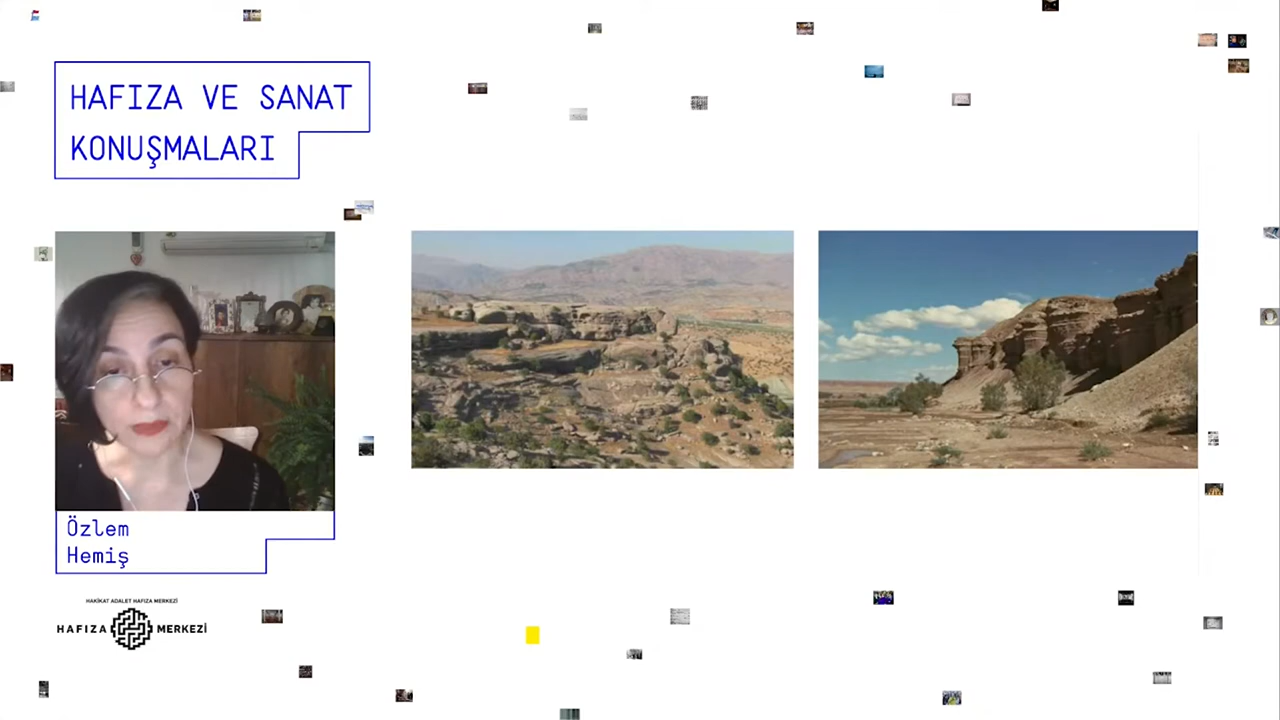 HAFIZA VE SANAT
KONUŞMALARI
Özlem
Hemiş
HAKİKAT ADALET HAFIZA MERKEZİ
HAFIZA MERKEZİ